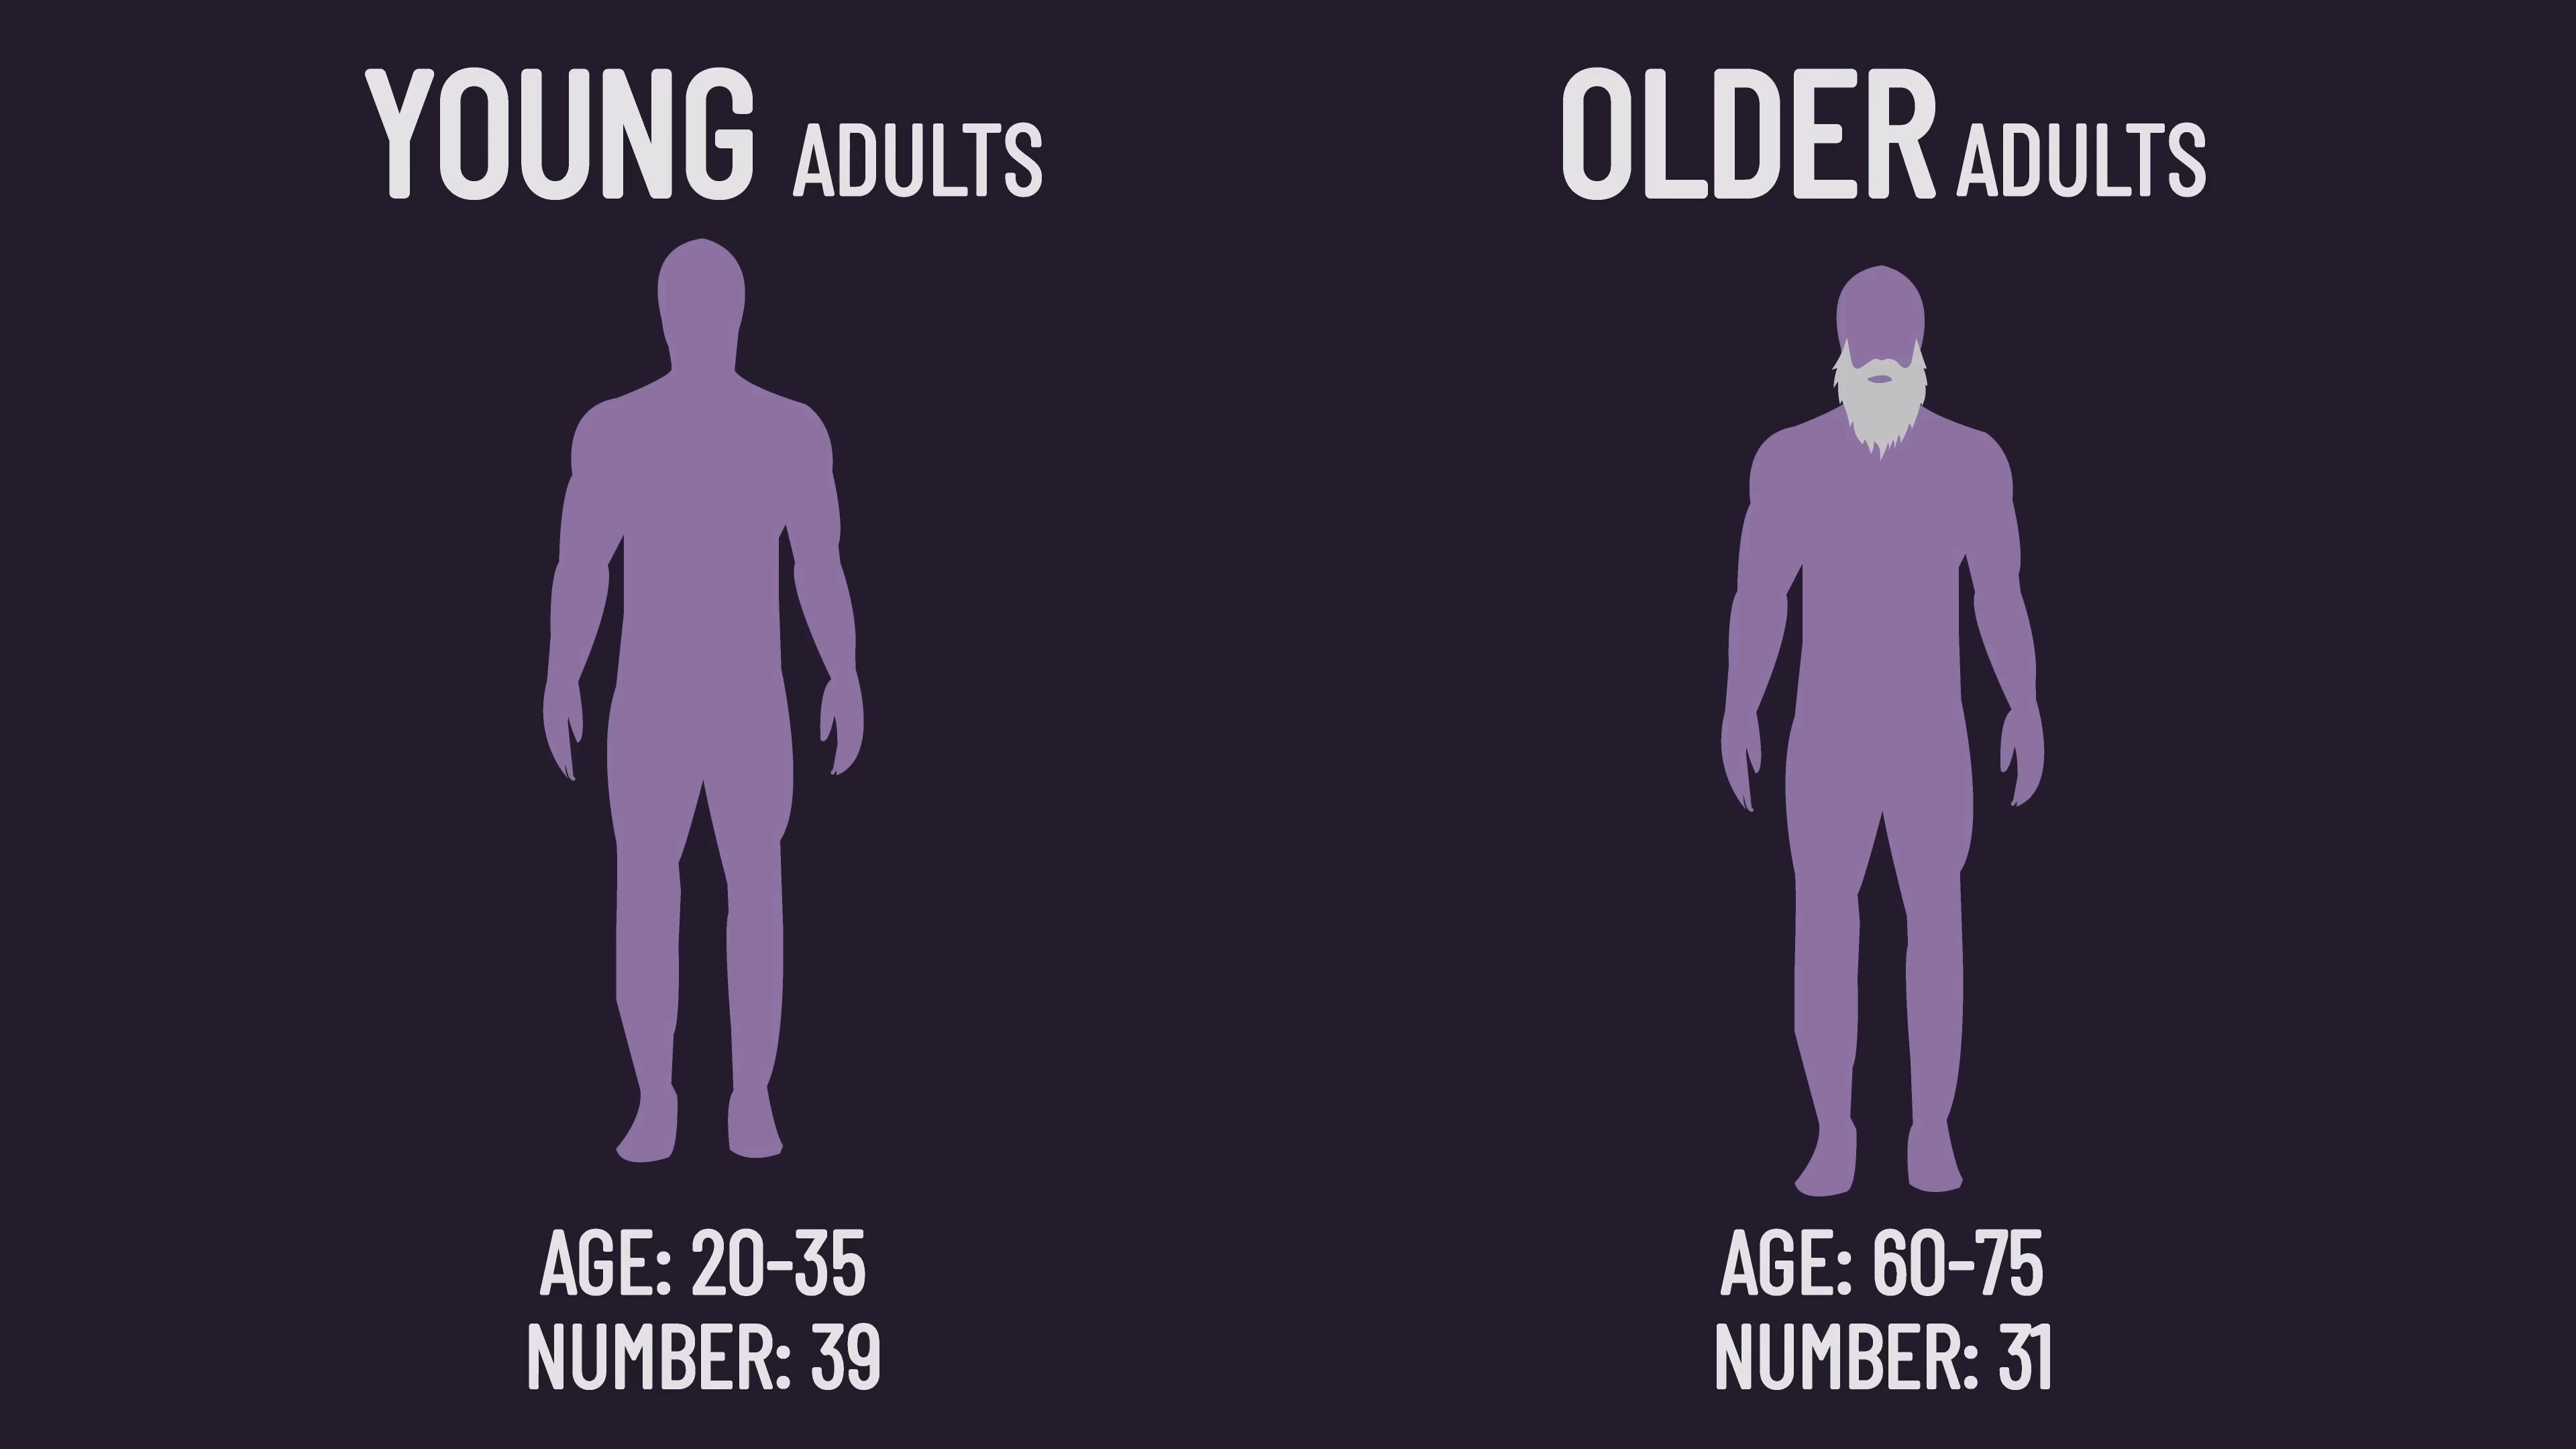 YOUNG ADULTS
AGE: 20-35
NUMBER: 39
OLDER ADULTS
AGE: 60-75
NUMBER: 31